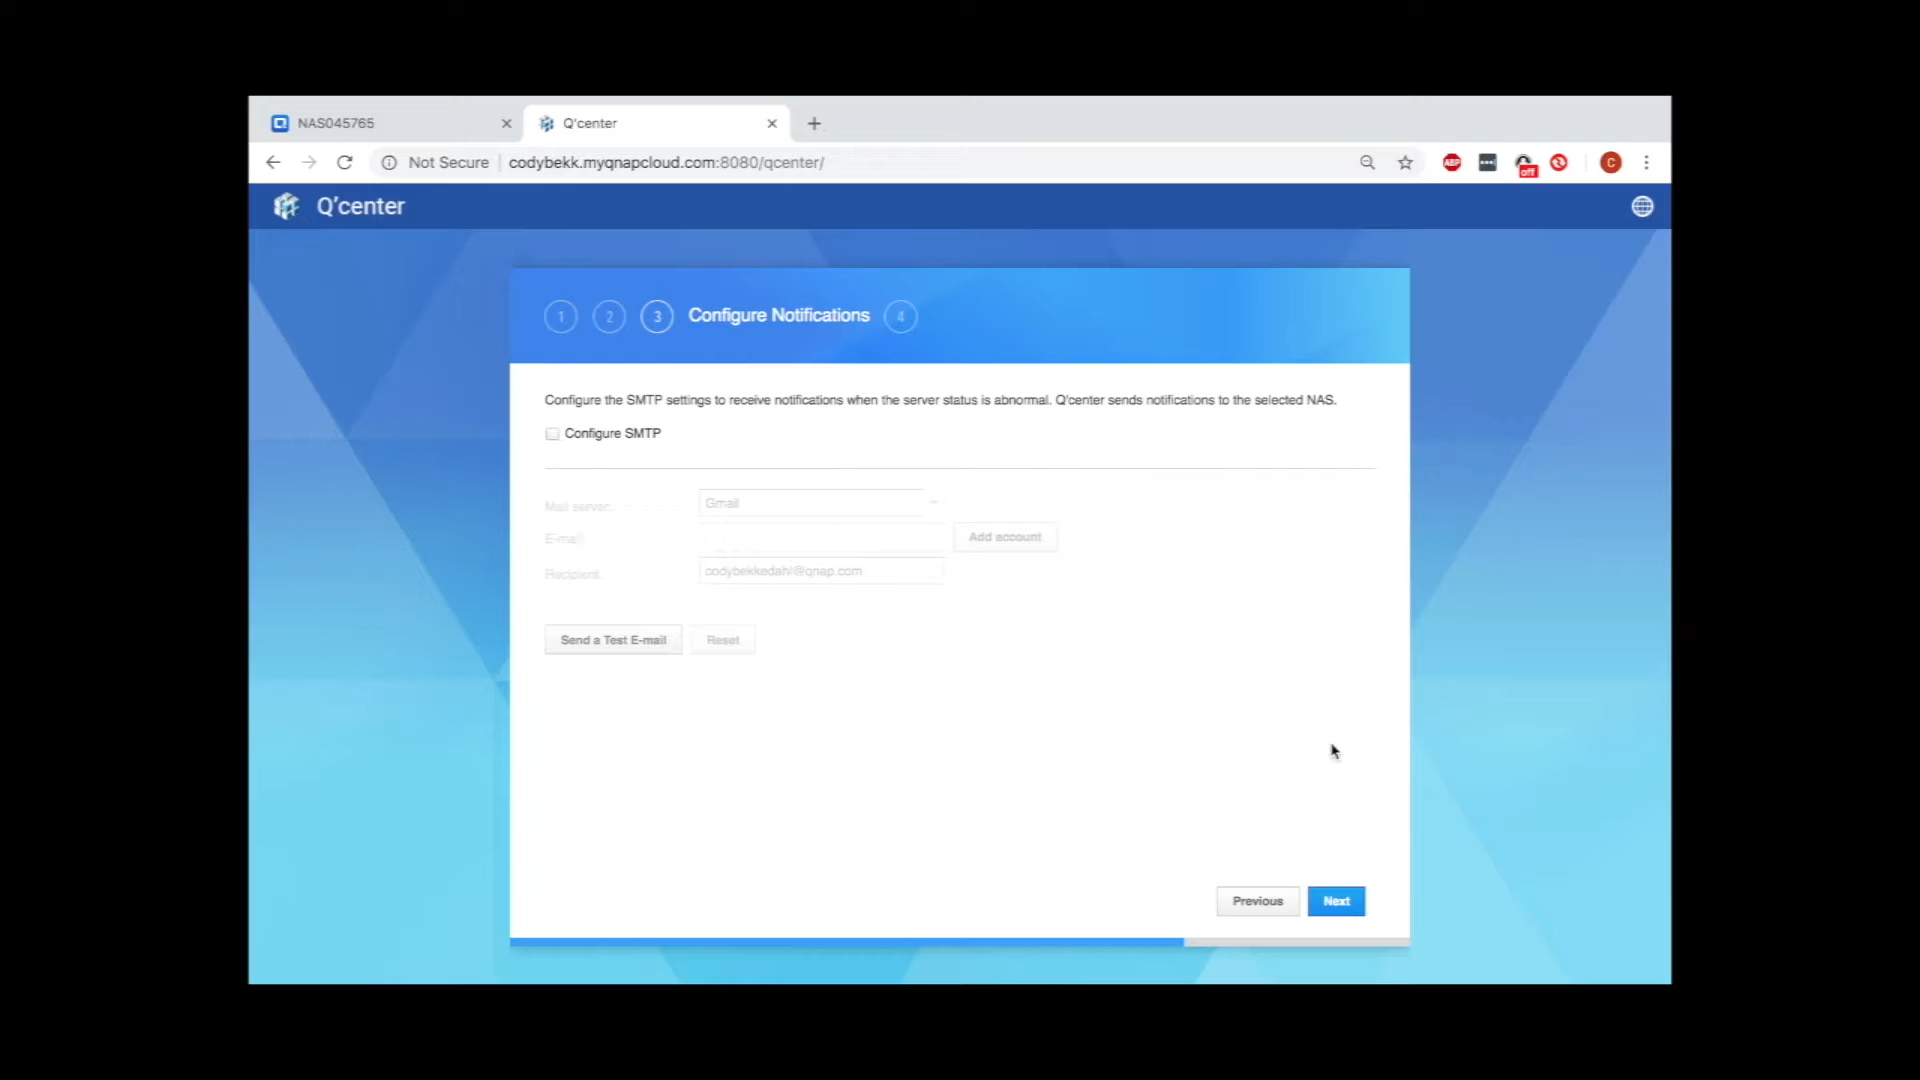 NAS045765
Q'center
Not Secure
codybekk.myqnapcloud.com:8080/qcenter/
ABP
off
C
Q'center
1
2
3
Configure Notifications
4
Configure the SMTP settings to receive notifications when the server status is abnormal. Q'center sends notifications to the selected NAS.
Configure SMTP
Mail server:
Gmail
E-mail:
Add account
Recipient:
codybekkedahl@qnap.com
Send a Test E-mail
Reset
Previous
Next